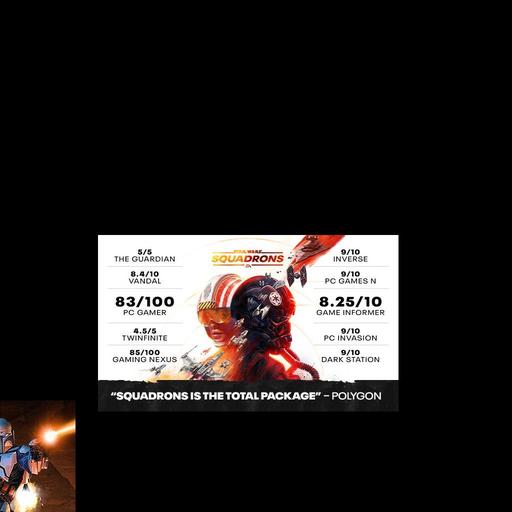 STAR WARS
SQUADRONS
EA
5/5
THE GUARDIAN
8.4/10
VANDAL
83/100
PC GAMER
4.5/5
TWINFINITE
85/100
GAMING NEXUS
9/10
INVERSE
9/10
PC GAMES N
8.25/10
GAME INFORMER
9/10
PC INVASION
9/10
DARK STATION
“SQUADRONS IS THE TOTAL PACKAGE” – POLYGON